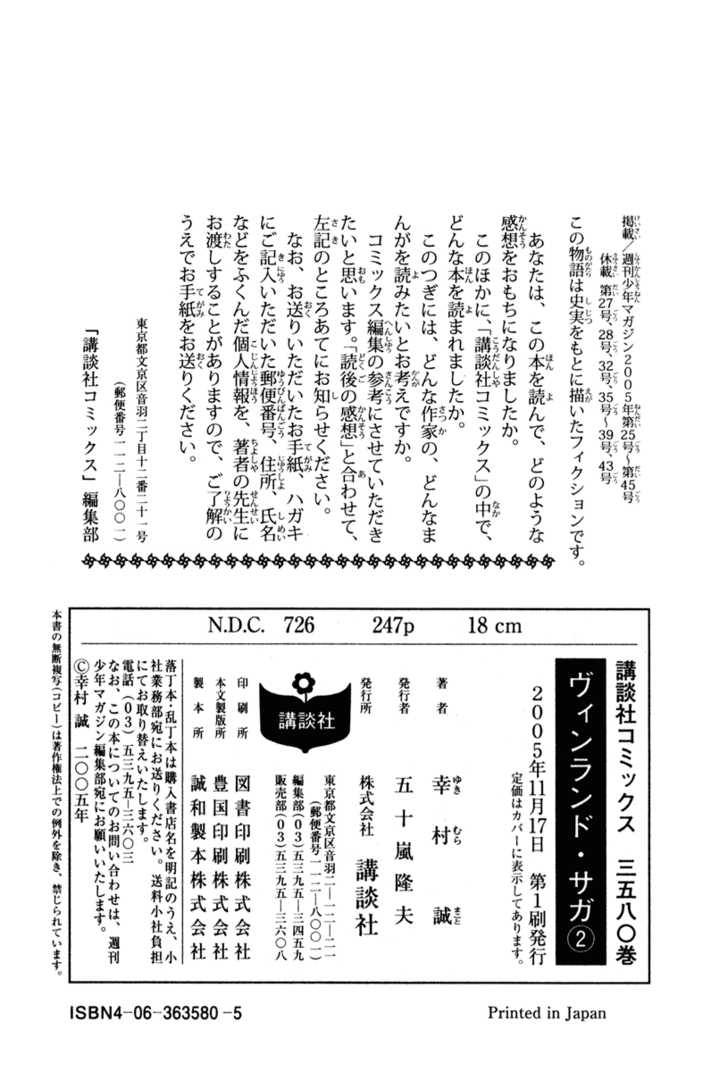 掲載/週刊少年マガジン2005年第25号～第45号
休載 第27号、28号、32号、35号～39号、43号
この物語は史実をもとに描いたフィクションです。
あなたは、この本を読んで、どのような
感想をおもちになりましたか。
このほかに、「講談社コミックス」の中で、
どんな本を読まれましたか。
このつぎには、どんな作家の、どんなま
んがを読みたいとお考えですか。
コミックス編集の参考にさせていただき
たいと思います。「読後の感想」と合わせて、
左記のところあてにお知らせください。
なお、お送りいただいたお手紙、ハガキ
にご記入いただいた郵便番号、住所、氏名
などをふくんだ個人情報を、著者の先生に
お渡しすることがありますので、ご了解の
うえでお手紙をお送りください。
東京都文京区音羽二丁目十二番二十一号
(郵便番号一一二-八〇〇一)
「講談社コミックス」編集部
N.D.C. 726 247p 18 cm
講談社コミックス 三五八〇巻
ヴィンランド・サガ②
2005年11月17日 第1刷発行
定価はカバーに表示してあります。
著者 幸村 誠
ゆき むら まこと
発行者 五十嵐隆夫
発行所 株式会社 講談社
東京都文京区音羽二-一二-二一
(郵便番号一一二-八〇〇一)
編集部(03)五三九五-三四五九
販売部(03)五三九五-三六〇八
講談社
印刷所 図書印刷株式会社
本文製版所 豊国印刷株式会社
製本所 誠和製本株式会社
落丁本・乱丁本は購入書店名を明記のうえ、小
社業務部宛にお送りください。送料小社負担
にてお取り替えいたします。
電話(03)五三九五-三六〇三
なお、この本についてのお問い合わせは、週刊
少年マガジン編集部宛にお願いいたします。
©幸村 誠 二〇〇五年
本書の無断複写(コピー)は著作権法上での例外を除き、禁じられています。
ISBN4-06-363580-5
Printed in Japan